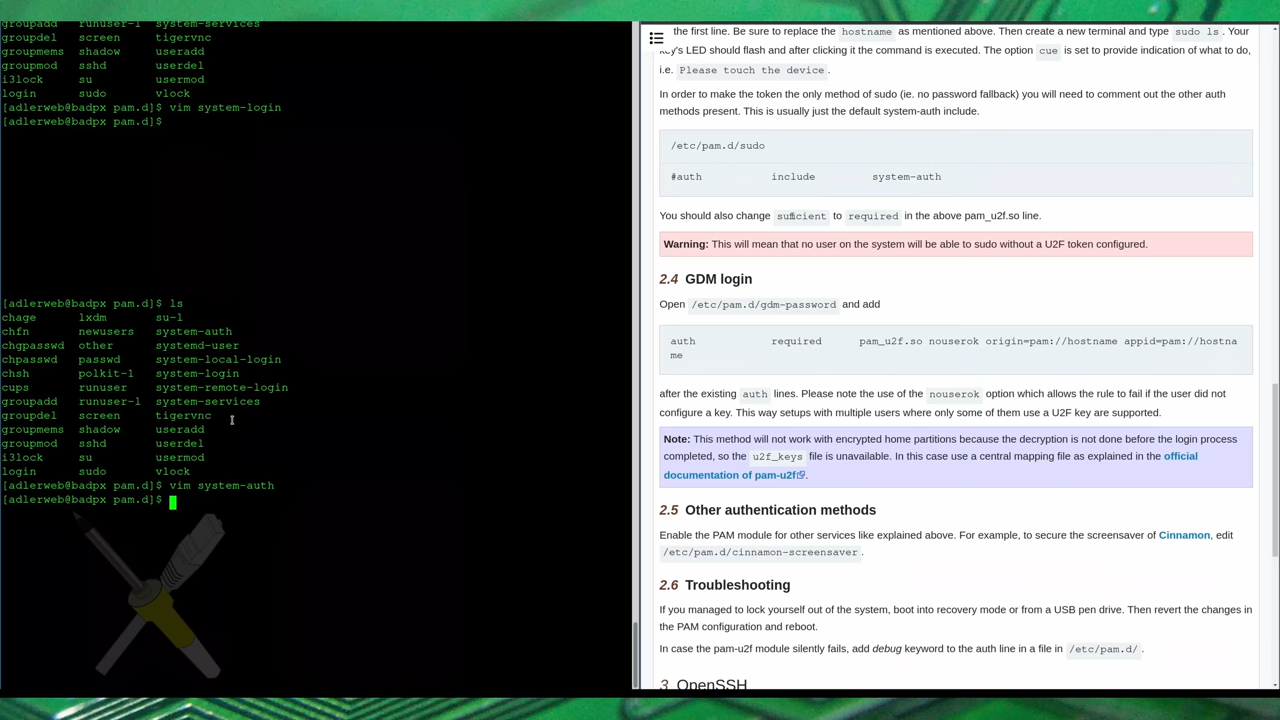 groupadd runuser-l system-services
groupdel screen tigervnc
groupmems shadow useradd
groupmod sshd userdel
i3lock su usermod
login sudo vlock
[adlerweb@badpx pam.d]$ vim system-login
[adlerweb@badpx pam.d]$
[adlerweb@badpx pam.d]$ ls
chage lxdm su-l
chfn newusers system-auth
chgpasswd other systemd-user
chpasswd passwd system-local-login
chsh polkit-1 system-login
cups runuser system-remote-login
groupadd runuser-l system-services
groupdel screen tigervnc
groupmems shadow useradd
groupmod sshd userdel
i3lock su usermod
login sudo vlock
[adlerweb@badpx pam.d]$ vim system-auth
[adlerweb@badpx pam.d]$
the first line. Be sure to replace the hostname as mentioned above. Then create a new terminal and type sudo ls. Your
key's LED should flash and after clicking it the command is executed. The option cue is set to provide indication of what to do,
i.e. Please touch the device.
In order to make the token the only method of sudo (ie. no password fallback) you will need to comment out the other auth
methods present. This is usually just the default system-auth include.
/etc/pam.d/sudo
#auth include system-auth
You should also change sufficient to required in the above pam_u2f.so line.
Warning: This will mean that no user on the system will be able to sudo without a U2F token configured.
2.4 GDM login
Open /etc/pam.d/gdm-password and add
auth required pam_u2f.so nouserok origin=pam://hostname appid=pam://hostna
me
after the existing auth lines. Please note the use of the nouserok option which allows the rule to fail if the user did not
configure a key. This way setups with multiple users where only some of them use a U2F key are supported.
Note: This method will not work with encrypted home partitions because the decryption is not done before the login process
completed, so the u2f_keys file is unavailable. In this case use a central mapping file as explained in the official
documentation of pam-u2f.
2.5 Other authentication methods
Enable the PAM module for other services like explained above. For example, to secure the screensaver of Cinnamon, edit
/etc/pam.d/cinnamon-screensaver.
2.6 Troubleshooting
If you managed to lock yourself out of the system, boot into recovery mode or from a USB pen drive. Then revert the changes in
the PAM configuration and reboot.
In case the pam-u2f module silently fails, add debug keyword to the auth line in a file in /etc/pam.d/.
3 OpenSSH